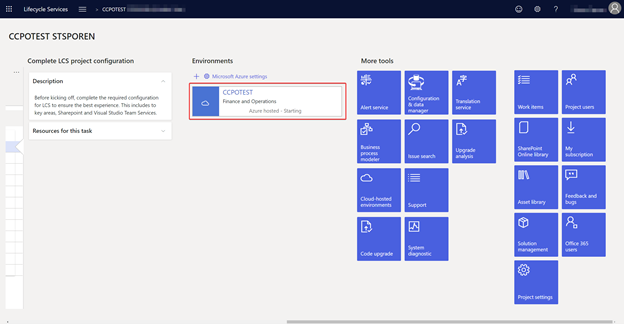 Lifecycle Services
CCPOTEST
?
CCPOTEST STSPOREN
Complete LCS project configuration
Description
Before kicking off, complete the required configuration
for LCS to ensure the best experience. This includes to
key areas, Sharepoint and Visual Studio Team Services.
Resources for this task
Environments
Microsoft Azure settings
CCPOTEST
Finance and Operations
Azure hosted - Starting
More tools
Alert service
Configuration
& data
manager
Translation
service
Business
process
modeler
Issue search
Upgrade
analysis
Cloud-hosted
environments
Support
Code upgrade
System
diagnostic
Work items
Project users
SharePoint
Online library
My
subscription
Asset library
Feedback and
bugs
Solution
management
Office 365
users
Project settings